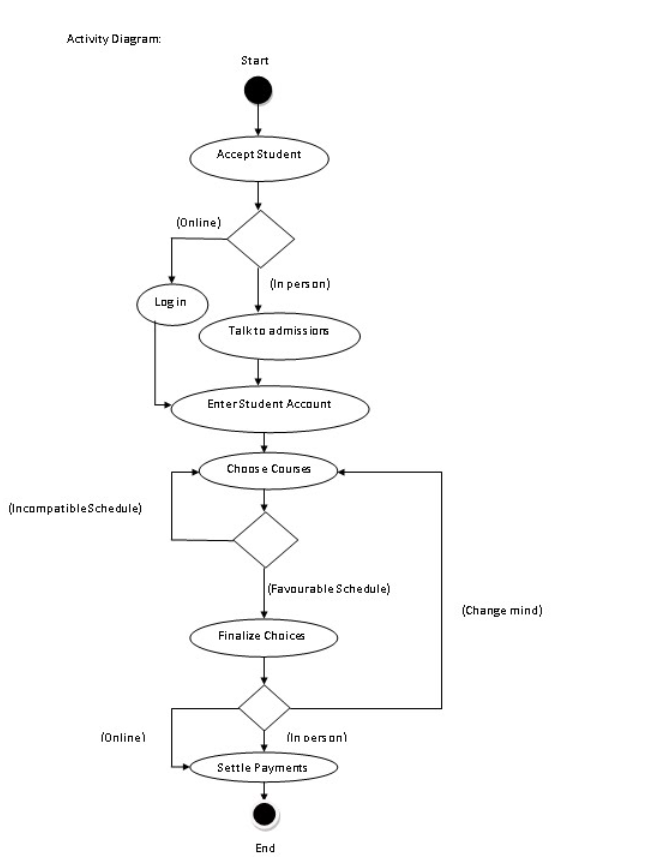 Activity Diagram:
Start
Accept Student
(Online)
(In person)
Log in
Talk to admissions
Enter Student Account
Choose Courses
(Incompatible Schedule)
(Favourable Schedule)
(Change mind)
Finalize Choices
(Online)
(In person)
Settle Payments
End